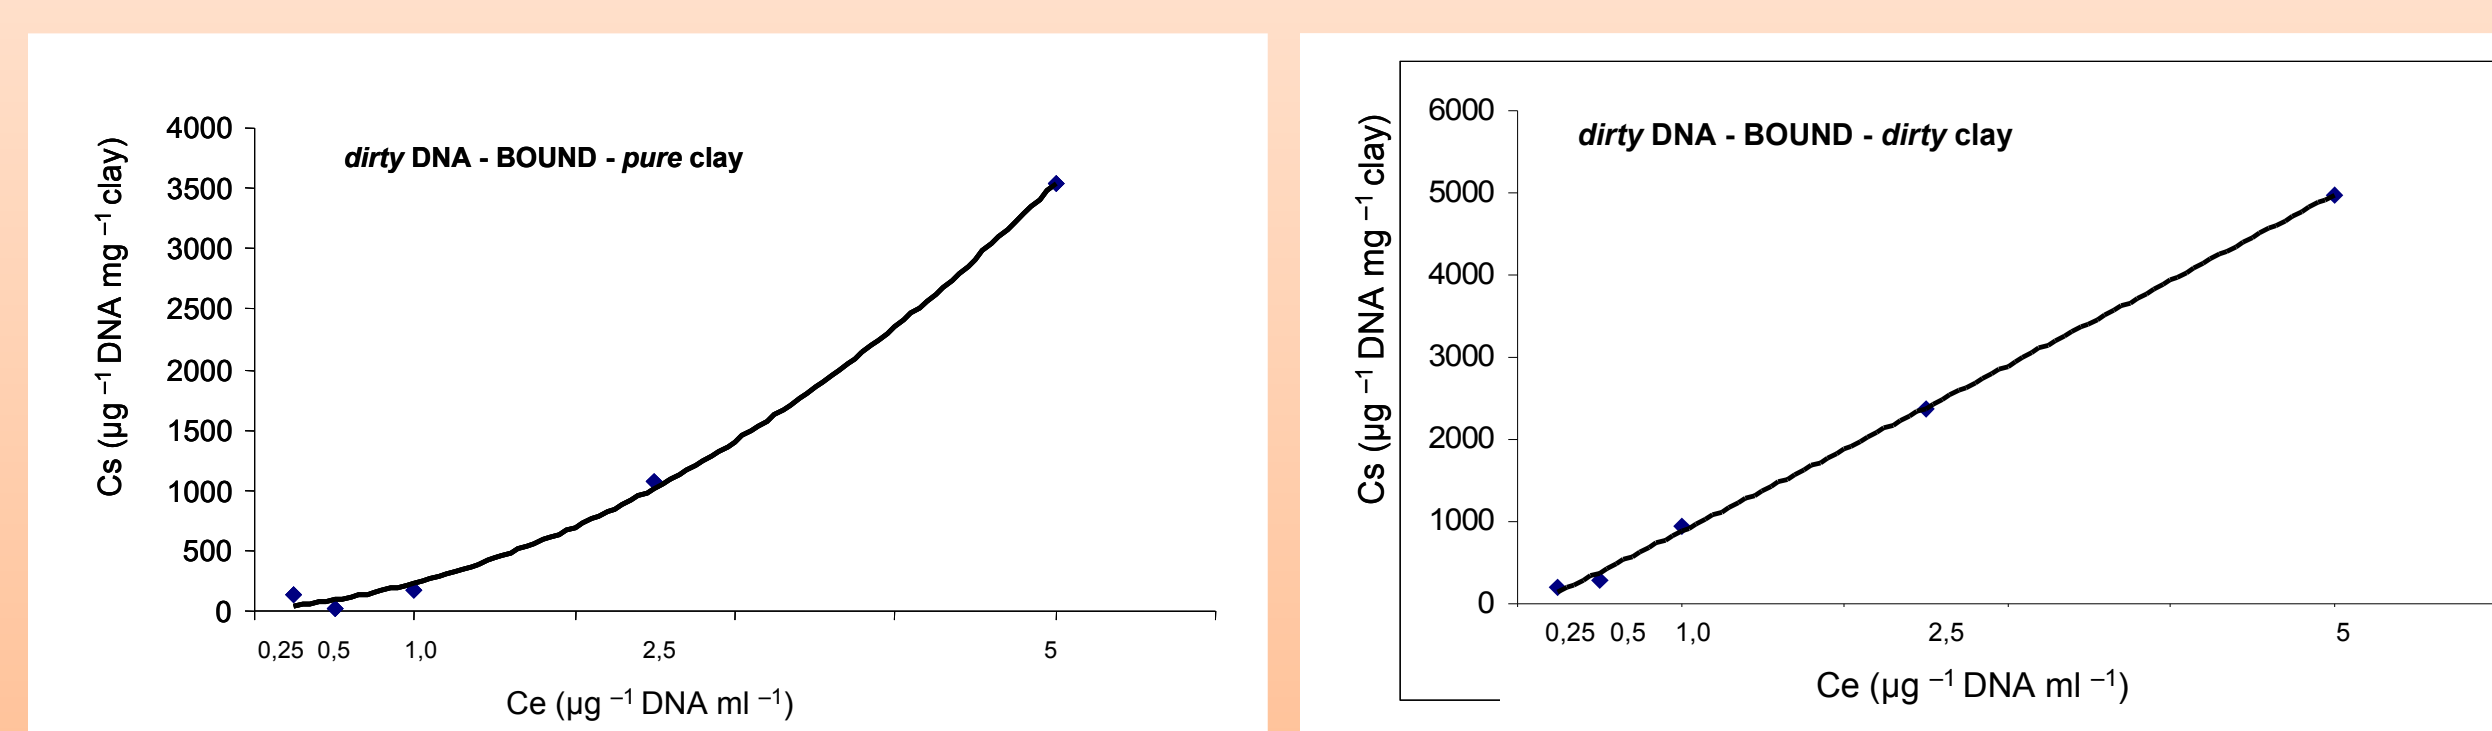 dirty DNA - BOUND - pure clay
Cs (µg –1 DNA mg –1 clay)
4000
3500
3000
2500
2000
1500
1000
500
0
0,25 0,5 1,0 2,5 5
Ce (µg –1 DNA ml –1)
dirty DNA - BOUND - dirty clay
Cs (µg –1 DNA mg –1 clay)
6000
5000
4000
3000
2000
1000
0
0,25 0,5 1,0 2,5 5
Ce (µg –1 DNA ml –1)